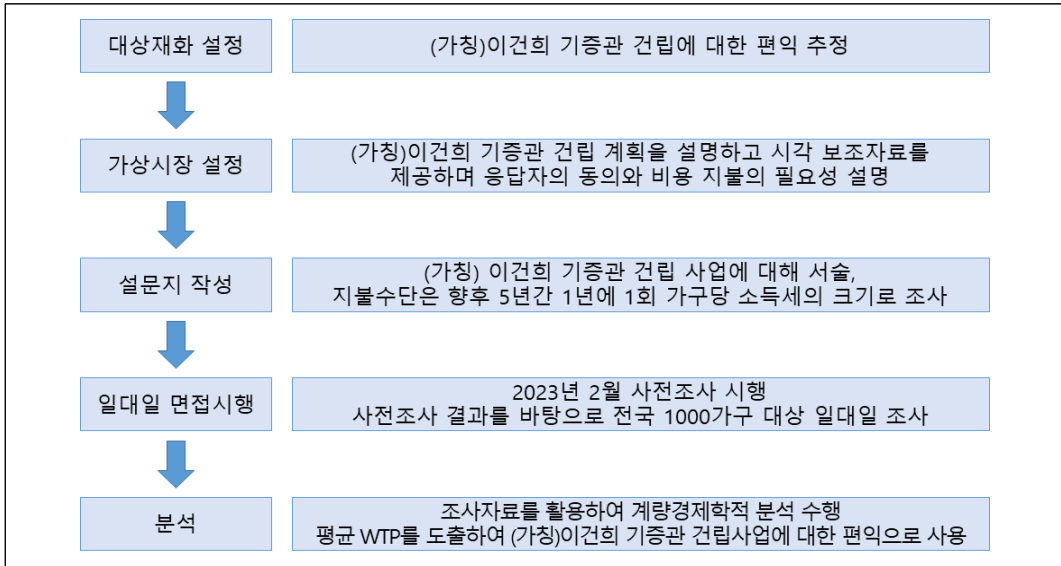 대상재화 설정
(가칭)이건희 기증관 건립에 대한 편익 추정
가상시장 설정
(가칭)이건희 기증관 건립 계획을 설명하고 시각 보조자료를
제공하며 응답자의 동의와 비용 지불의 필요성 설명
설문지 작성
(가칭) 이건희 기증관 건립 사업에 대해 서술,
지불수단은 향후 5년간 1년에 1회 가구당 소득세의 크기로 조사
일대일 면접시행
2023년 2월 사전조사 시행
사전조사 결과를 바탕으로 전국 1000가구 대상 일대일 조사
분석
조사자료를 활용하여 계량경제학적 분석 수행
평균 WTP를 도출하여 (가칭)이건희 기증관 건립사업에 대한 편익으로 사용